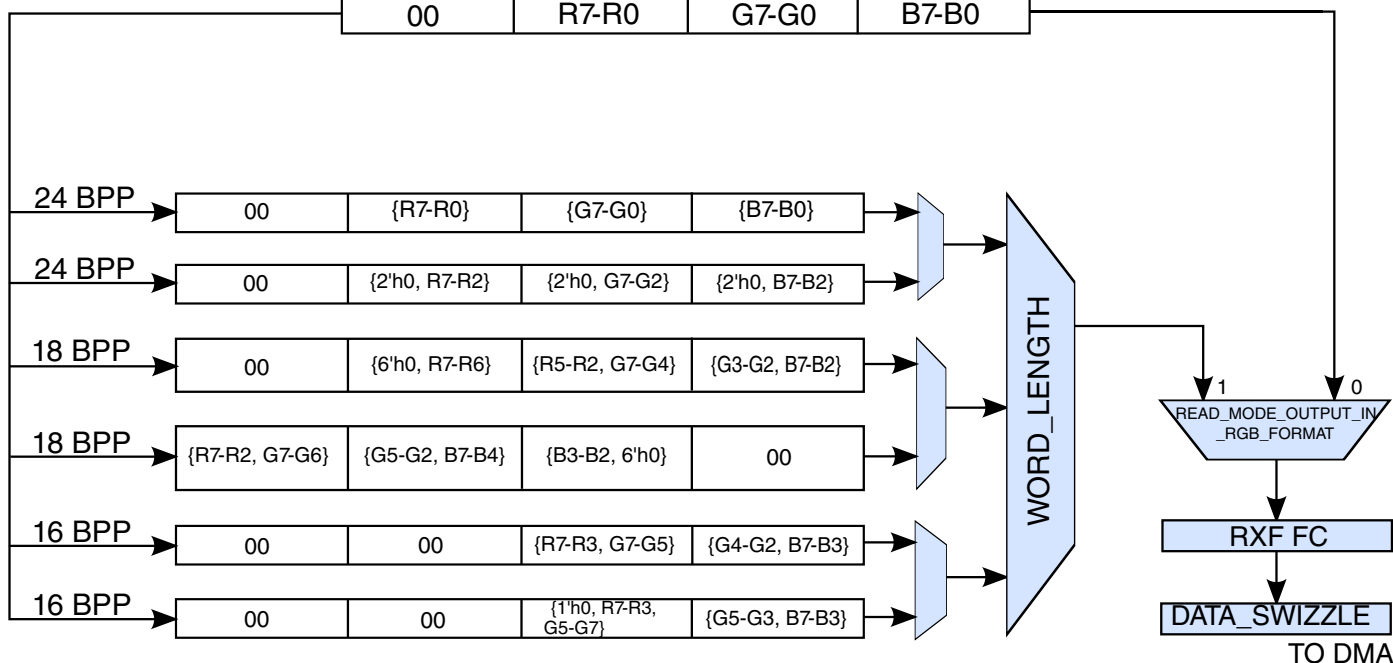 00 R7-R0 G7-G0 B7-B0
24 BPP 00 {R7-R0} {G7-G0} {B7-B0}
24 BPP 00 {2'h0, R7-R2} {2'h0, G7-G2} {2'h0, B7-B2}
18 BPP 00 {6'h0, R7-R6} {R5-R2, G7-G4} {G3-G2, B7-B2}
18 BPP {R7-R2, G7-G6} {G5-G2, B7-B4} {B3-B2, 6'h0} 00
16 BPP 00 00 {R7-R3, G7-G5} {G4-G2, B7-B3}
16 BPP 00 00 {1'h0, R7-R3,
G5-G7} {G5-G3, B7-B3}
WORD_LENGTH
1 0
READ_MODE_OUTPUT_IN
_RGB_FORMAT
RXF FC
DATA_SWIZZLE
TO DMA